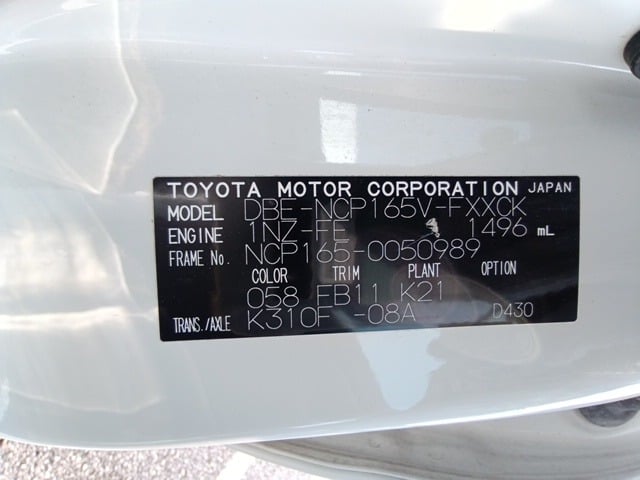 TOYOTA MOTOR CORPORATION JAPAN
MODEL DBE-NCP165V-FXXCK
ENGINE 1NZ-FE 1496 mL
FRAME No. NCP165-0050989
COLOR TRIM PLANT OPTION
058 EB11 K21
TRANS./AXLE K310F -08A D430